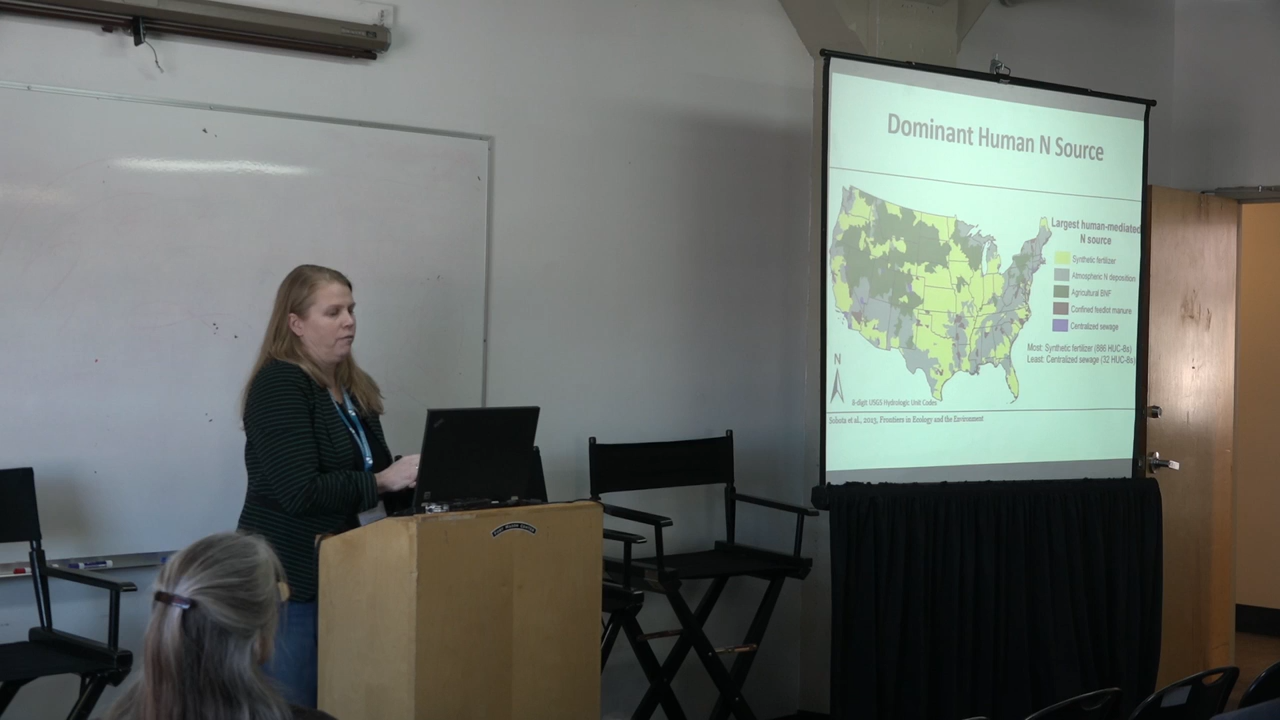 Dominant Human N Source
Largest human-mediated
N source
Synthetic fertilizer
Atmospheric N deposition
Agricultural BNF
Confined feedlot manure
Centralized sewage
Most: Synthetic fertilizer (886 HUC-8s)
Least: Centralized sewage (32 HUC-8s)
N
8-digit USGS Hydrologic Unit Codes
Sobota et al., 2013, Frontiers in Ecology and the Environment